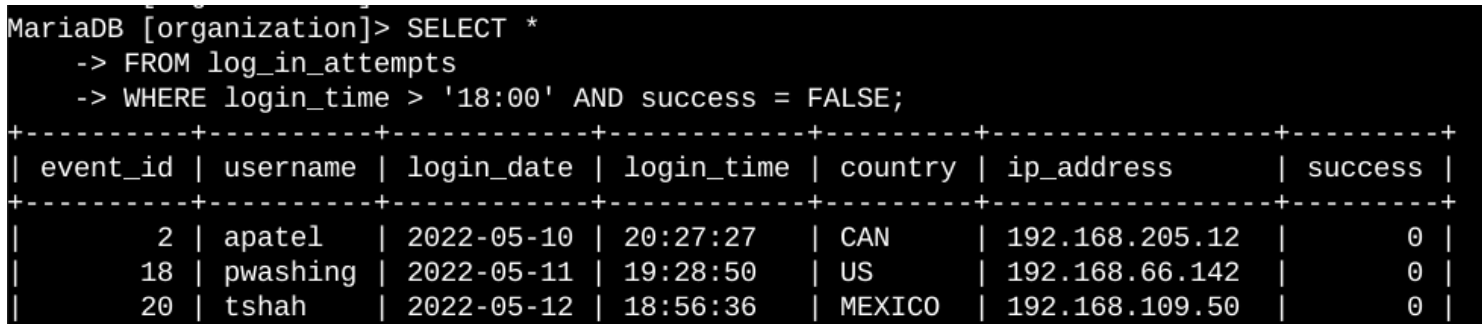 MariaDB [organization]> SELECT *
    -> FROM log_in_attempts
    -> WHERE login_time > '18:00' AND success = FALSE;
+----------+----------+------------+------------+---------+-----------------+---------+
| event_id | username | login_date | login_time | country | ip_address      | success |
+----------+----------+------------+------------+---------+-----------------+---------+
|        2 | apatel   | 2022-05-10 | 20:27:27   | CAN     | 192.168.205.12  |       0 |
|       18 | pwashing | 2022-05-11 | 19:28:50   | US      | 192.168.66.142  |       0 |
|       20 | tshah    | 2022-05-12 | 18:56:36   | MEXICO  | 192.168.109.50  |       0 |